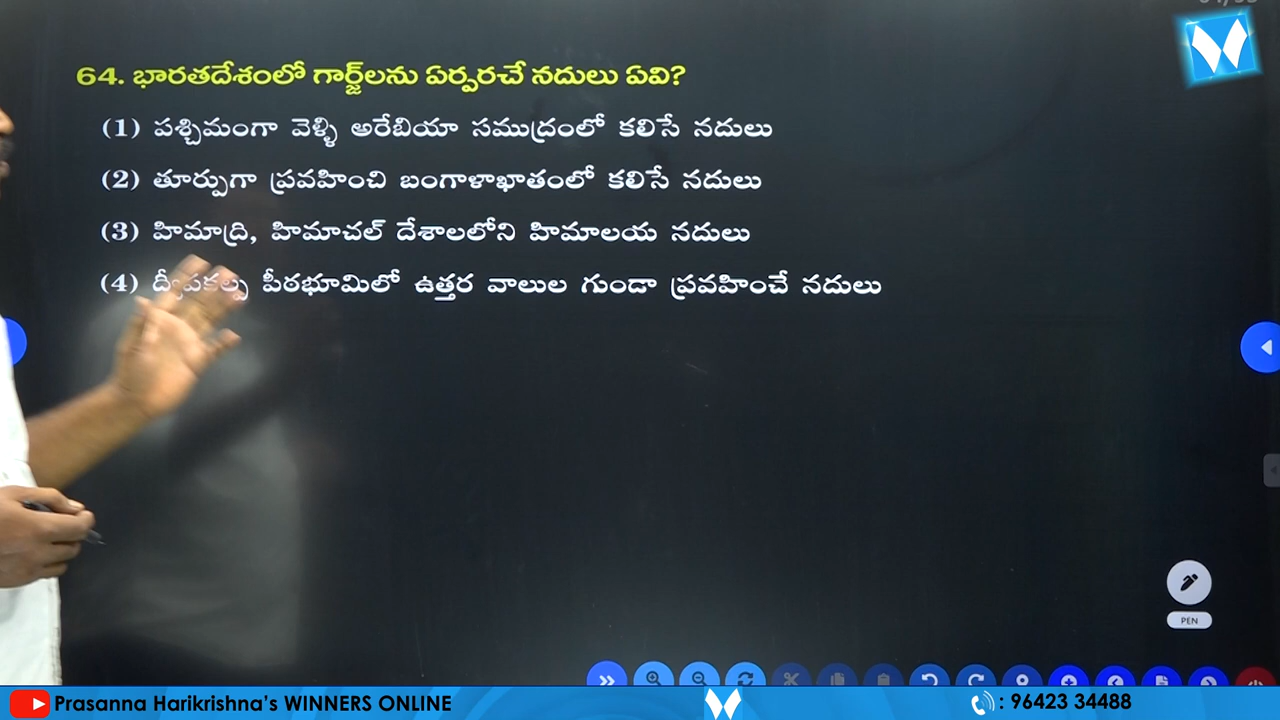 64. భారతదేశంలో గార్జ్‌లను ఏర్పరచే నదులు ఏవి?
(1) పశ్చిమంగా వెళ్ళి అరేబియా సముద్రంలో కలిసే నదులు
(2) తూర్పుగా ప్రవహించి బంగాళాఖాతంలో కలిసే నదులు
(3) హిమాద్రి, హిమాచల్ దేశాలలోని హిమాలయ నదులు
(4) ద్వీపకల్ప పీఠభూమిలో ఉత్తర వాలుల గుండా ప్రవహించే నదులు
PEN
Prasanna Harikrishna's WINNERS ONLINE
: 96423 34488